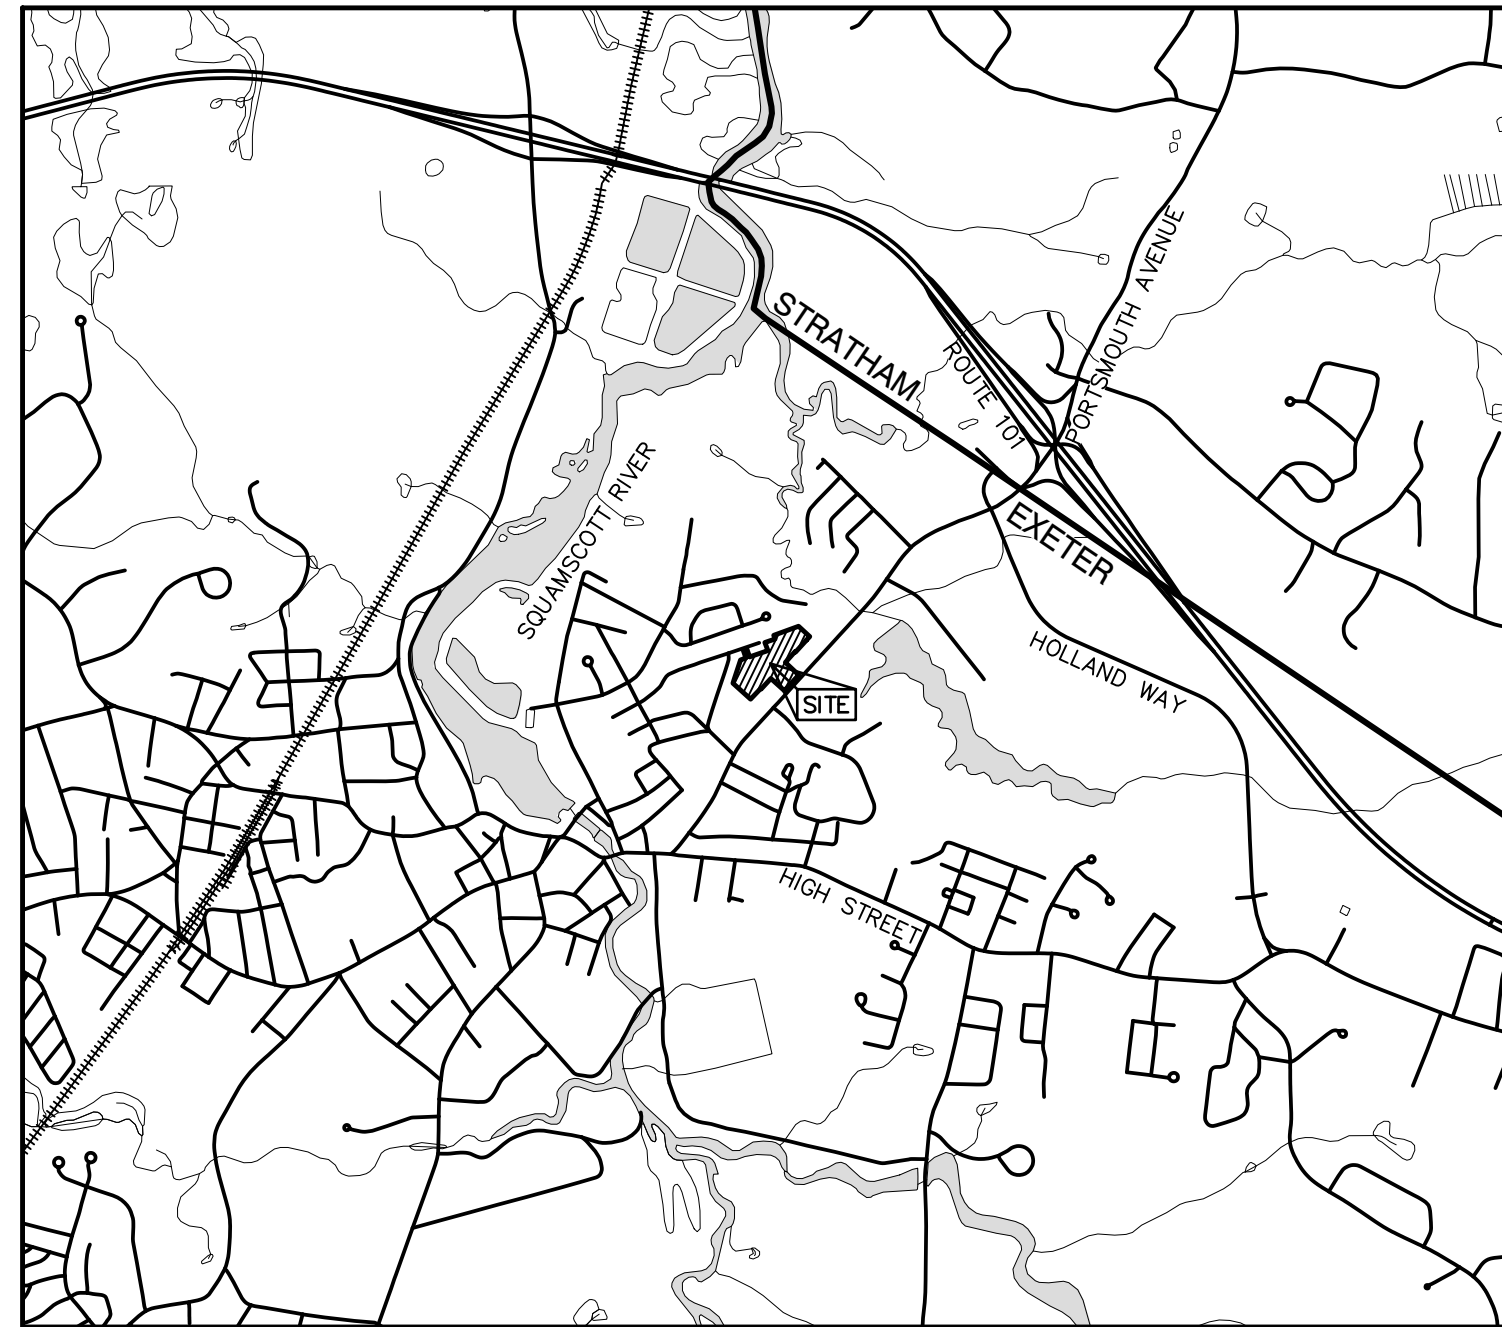 STRATHAM
EXETER
ROUTE 101
PORTSMOUTH AVENUE
SQUAMSCOTT RIVER
HOLLAND WAY
SITE
HIGH STREET